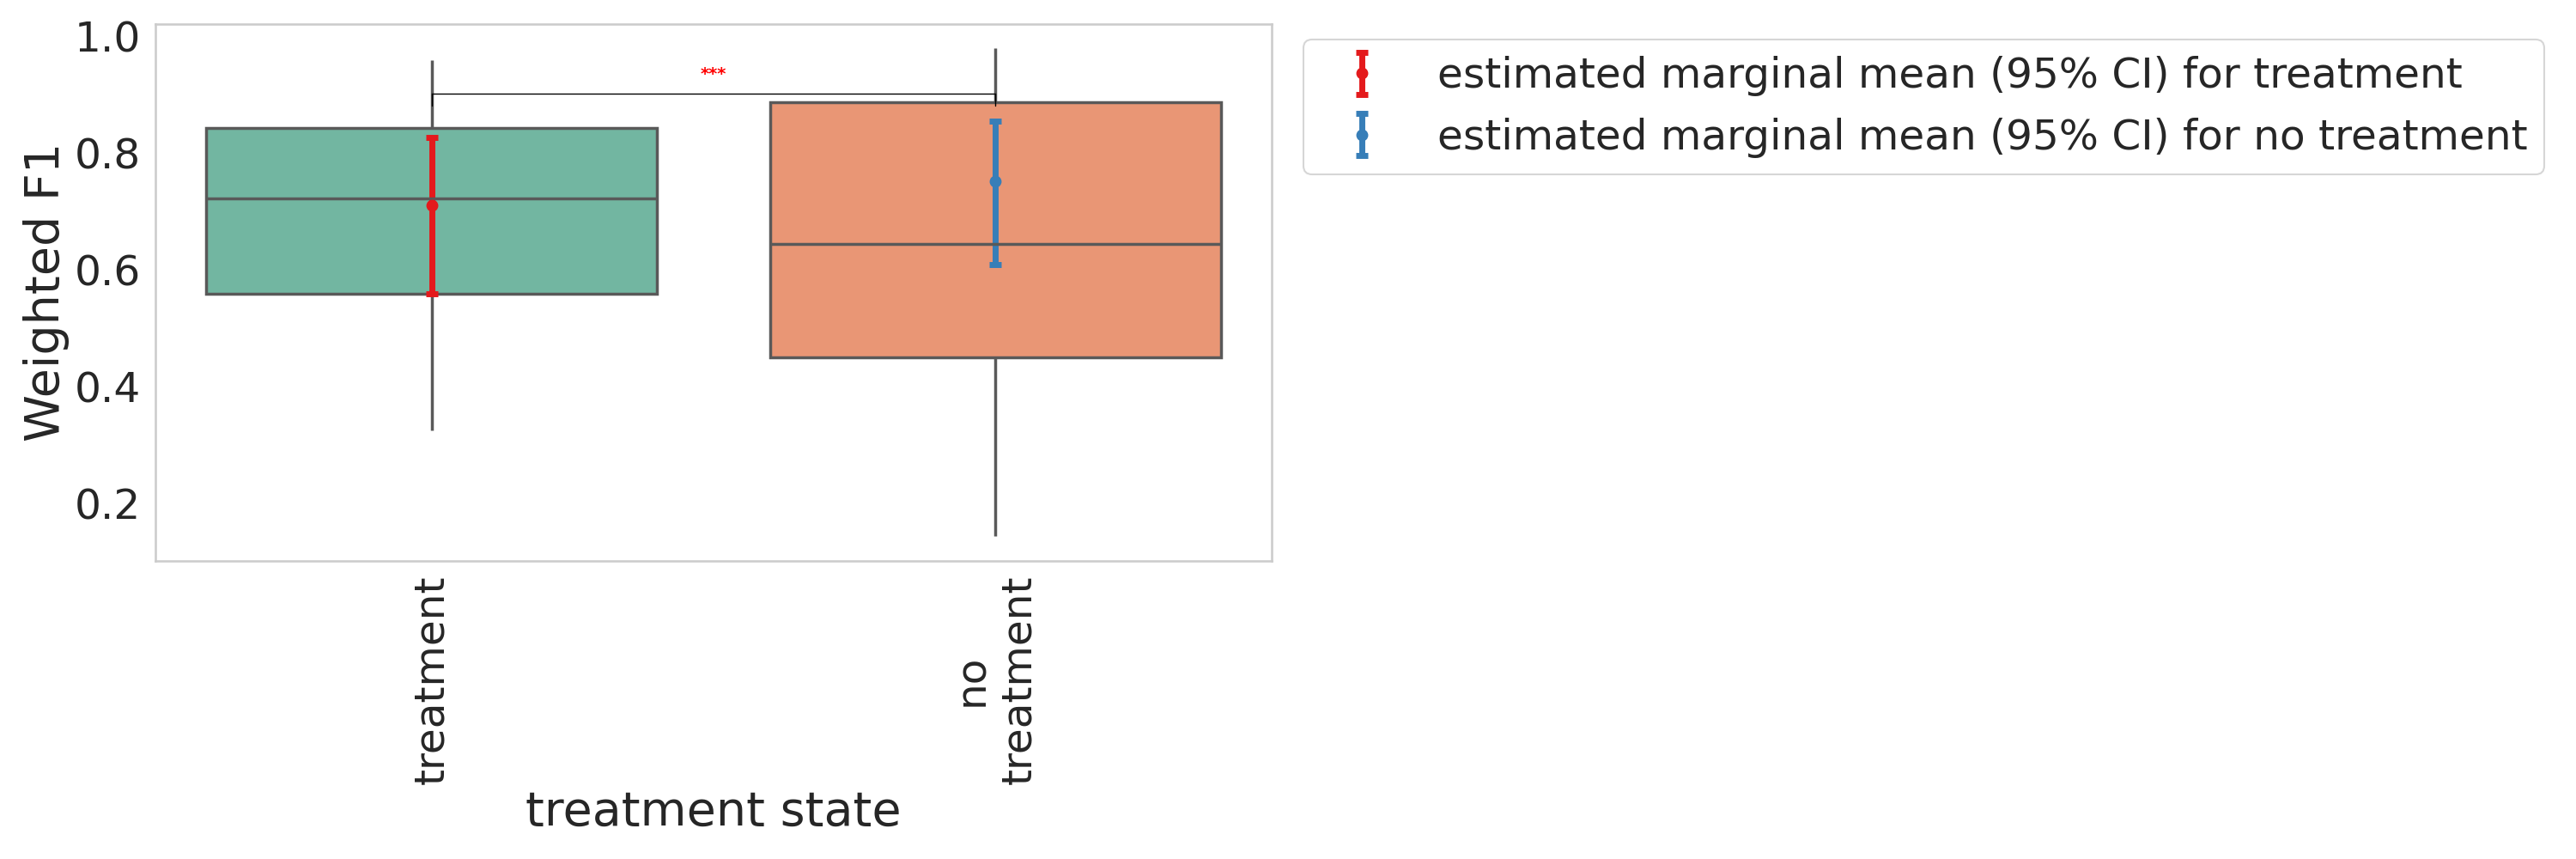 1.0
0.8
0.6
0.4
0.2
Weighted F1
***
treatment
no
treatment
treatment state
estimated marginal mean (95% CI) for treatment
estimated marginal mean (95% CI) for no treatment